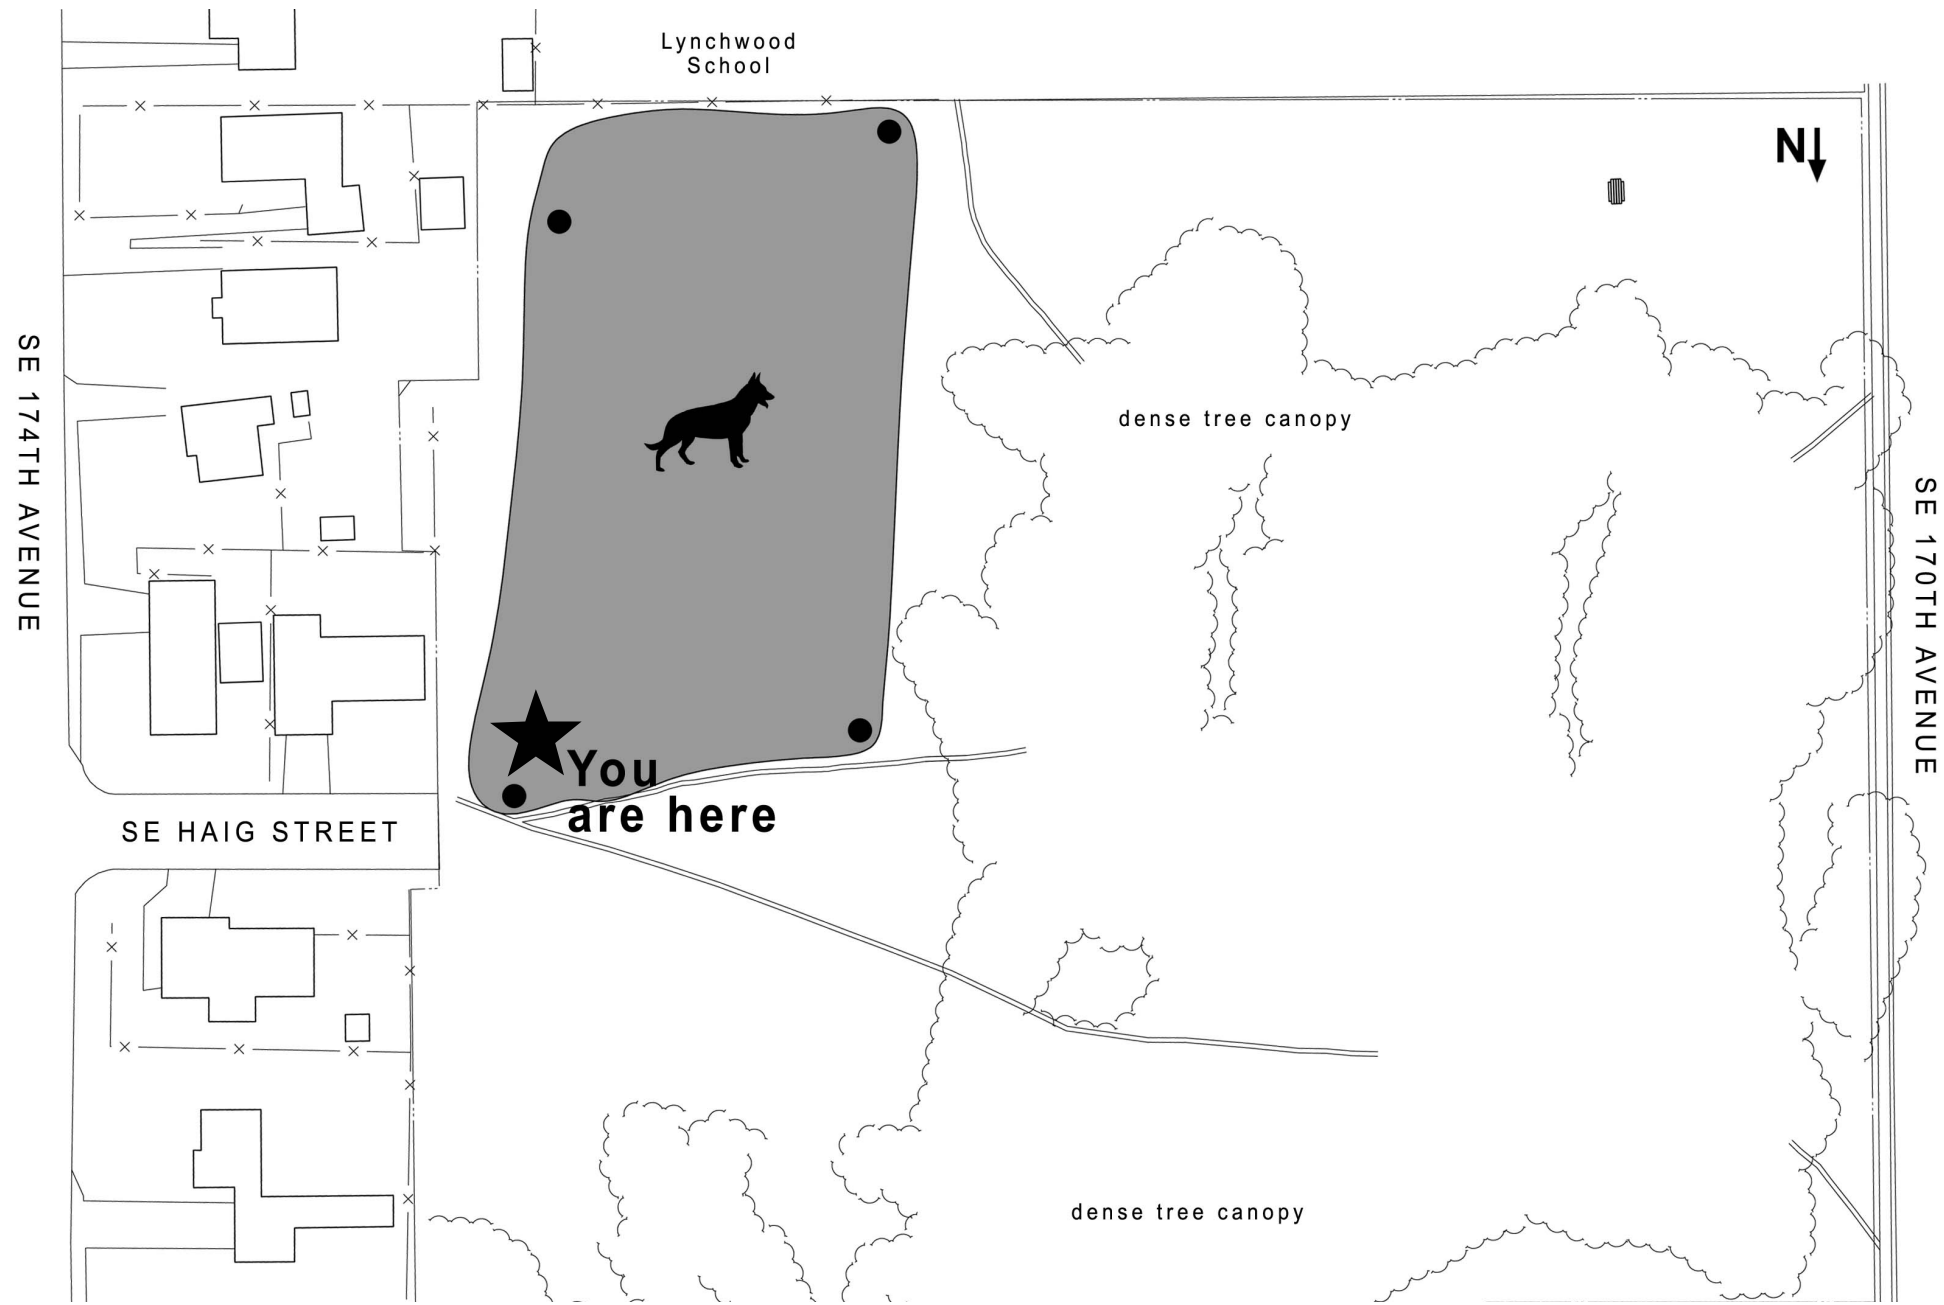 Lynchwood
School
N
dense tree canopy
SE 174TH AVENUE
SE 170TH AVENUE
You
are here
SE HAIG STREET
dense tree canopy